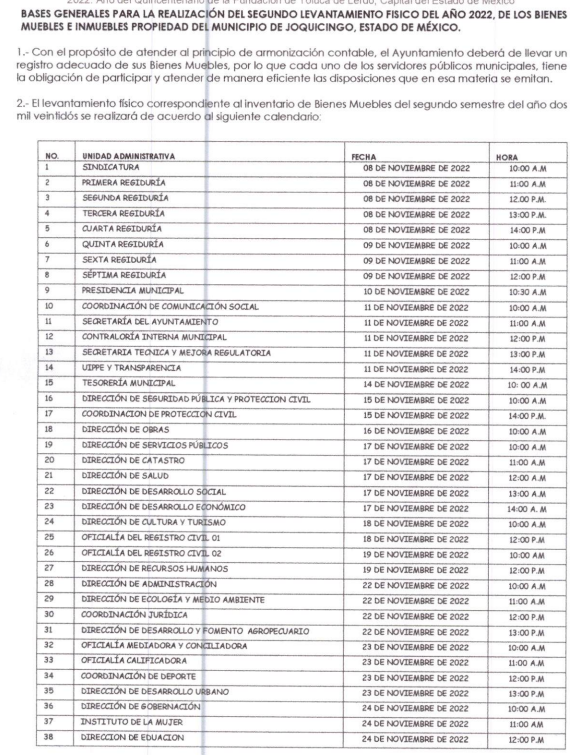 2022. Año del Quincentenario de la Fundación de Toluca de Lerdo, Capital del Estado de México
BASES GENERALES PARA LA REALIZACIÓN DEL SEGUNDO LEVANTAMIENTO FISICO DEL AÑO 2022, DE LOS BIENES
MUEBLES E INMUEBLES PROPIEDAD DEL MUNICIPIO DE JOQUICINGO, ESTADO DE MÉXICO.
1.- Con el propósito de atender al principio de armonización contable, el Ayuntamiento deberá de llevar un
registro adecuado de sus Bienes Muebles, por lo que cada uno de los servidores públicos municipales, tiene
la obligación de participar y atender de manera eficiente las disposiciones que en esa materia se emitan.
2.- El levantamiento físico correspondiente al inventario de Bienes Muebles del segundo semestre del año dos
mil veintidós se realizará de acuerdo al siguiente calendario:
NO. UNIDAD ADMINISTRATIVA FECHA HORA
1 SINDICATURA 08 DE NOVIEMBRE DE 2022 10:00 A.M
2 PRIMERA REGIDURÍA 08 DE NOVIEMBRE DE 2022 11:00 A.M
3 SEGUNDA REGIDURÍA 08 DE NOVIEMBRE DE 2022 12.00 P.M.
4 TERCERA REGIDURÍA 08 DE NOVIEMBRE DE 2022 13:00 P.M.
5 CUARTA REGIDURÍA 08 DE NOVIEMBRE DE 2022 14:00 P.M
6 QUINTA REGIDURÍA 09 DE NOVIEMBRE DE 2022 10:00 A.M
7 SEXTA REGIDURÍA 09 DE NOVIEMBRE DE 2022 11:00 A.M
8 SÉPTIMA REGIDURÍA 09 DE NOVIEMBRE DE 2022 12:00 P.M
9 PRESIDENCIA MUNICIPAL 10 DE NOVIEMBRE DE 2022 10:30 A.M
10 COORDINACIÓN DE COMUNICACIÓN SOCIAL 11 DE NOVIEMBRE DE 2022 10:00 A.M
11 SECRETARÍA DEL AYUNTAMIENTO 11 DE NOVIEMBRE DE 2022 11:00 A.M
12 CONTRALORÍA INTERNA MUNICIPAL 11 DE NOVIEMBRE DE 2022 12:00 P.M
13 SECRETARIA TECNICA Y MEJORA REGULATORIA 11 DE NOVIEMBRE DE 2022 13:00 P.M
14 UIPPE Y TRANSPARENCIA 11 DE NOVIEMBRE DE 2022 14:00 P.M
15 TESORERÍA MUNICIPAL 14 DE NOVIEMBRE DE 2022 10: 00 A.M
16 DIRECCIÓN DE SEGURIDAD PÚBLICA Y PROTECCION CIVIL 15 DE NOVIEMBRE DE 2022 10:00 A.M
17 COORDINACION DE PROTECCION CIVIL 15 DE NOVIEMBRE DE 2022 14:00 P.M.
18 DIRECCIÓN DE OBRAS 16 DE NOVIEMBRE DE 2022 10:00 A.M
19 DIRECCIÓN DE SERVICIOS PÚBLICOS 17 DE NOVIEMBRE DE 2022 10:00 A.M
20 DIRECCIÓN DE CATASTRO 17 DE NOVIEMBRE DE 2022 11:00 A.M
21 DIRECCIÓN DE SALUD 17 DE NOVIEMBRE DE 2022 12:00 A.M
22 DIRECCIÓN DE DESARROLLO SOCIAL 17 DE NOVIEMBRE DE 2022 13:00 A.M
23 DIRECCIÓN DE DESARROLLO ECONÓMICO 17 DE NOVIEMBRE DE 2022 14:00 A. M
24 DIRECCIÓN DE CULTURA Y TURISMO 18 DE NOVIEMBRE DE 2022 10:00 A.M
25 OFICIALÍA DEL REGISTRO CIVIL 01 18 DE NOVIEMBRE DE 2022 12:00 P.M
26 OFICIALÍA DEL REGISTRO CIVIL 02 19 DE NOVIEMBRE DE 2022 10:00 AM
27 DIRECCIÓN DE RECURSOS HUMANOS 19 DE NOVIEMBRE DE 2022 12:00 P.M
28 DIRECCIÓN DE ADMINISTRACIÓN 22 DE NOVIEMBRE DE 2022 10:00 A.M
29 DIRECCIÓN DE ECOLOGÍA Y MEDIO AMBIENTE 22 DE NOVIEMBRE DE 2022 11:00 A.M
30 COORDINACIÓN JURÍDICA 22 DE NOVIEMBRE DE 2022 12:00 P.M
31 DIRECCIÓN DE DESARROLLO Y FOMENTO AGROPECUARIO 22 DE NOVIEMBRE DE 2022 13:00 P.M
32 OFICIALÍA MEDIADORA Y CONCILIADORA 23 DE NOVIEMBRE DE 2022 10:00 A.M
33 OFICIALÍA CALIFICADORA 23 DE NOVIEMBRE DE 2022 11:00 A.M
34 COORDINACIÓN DE DEPORTE 23 DE NOVIEMBRE DE 2022 12:00 P.M
35 DIRECCIÓN DE DESARROLLO URBANO 23 DE NOVIEMBRE DE 2022 13:00 P.M
36 DIRECCIÓN DE GOBERNACIÓN 24 DE NOVIEMBRE DE 2022 10:00 A.M
37 INSTITUTO DE LA MUJER 24 DE NOVIEMBRE DE 2022 11:00 AM
38 DIRECCION DE EDUACION 24 DE NOVIEMBRE DE 2022 12:00 P.M